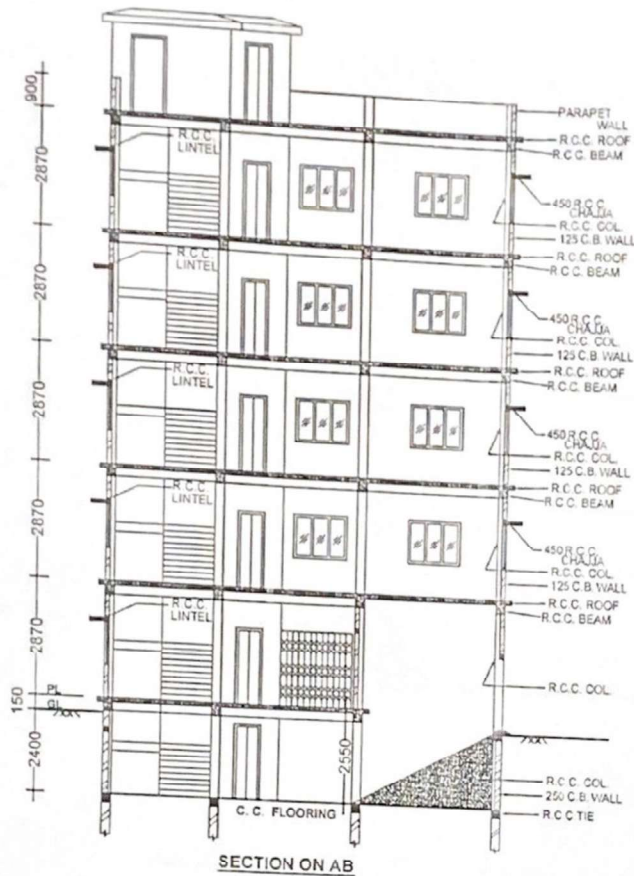 900
2870
2870
2870
2870
2870
150
2400
PL
GL
R.C.C.
LINTEL
R.C.C.
LINTEL
R.C.C.
LINTEL
R.C.C.
LINTEL
R.C.C.
LINTEL
PARAPET
WALL
R.C.C. ROOF
R.C.C. BEAM
450 R.C.C.
CHAJJA
R.C.C. COL.
125 C.B. WALL
R.C.C. ROOF
R.C.C. BEAM
450 R.C.C.
CHAJJA
R.C.C. COL.
125 C.B. WALL
R.C.C. ROOF
R.C.C. BEAM
450 R.C.C.
CHAJJA
R.C.C. COL.
125 C.B. WALL
R.C.C. ROOF
R.C.C. BEAM
450 R.C.C.
CHAJJA
R.C.C. COL.
125 C.B. WALL
R.C.C. ROOF
R.C.C. BEAM
R.C.C. COL.
R.C.C. COL.
250 C.B. WALL
R.C.C TIE
2550
C. C. FLOORING
SECTION ON AB